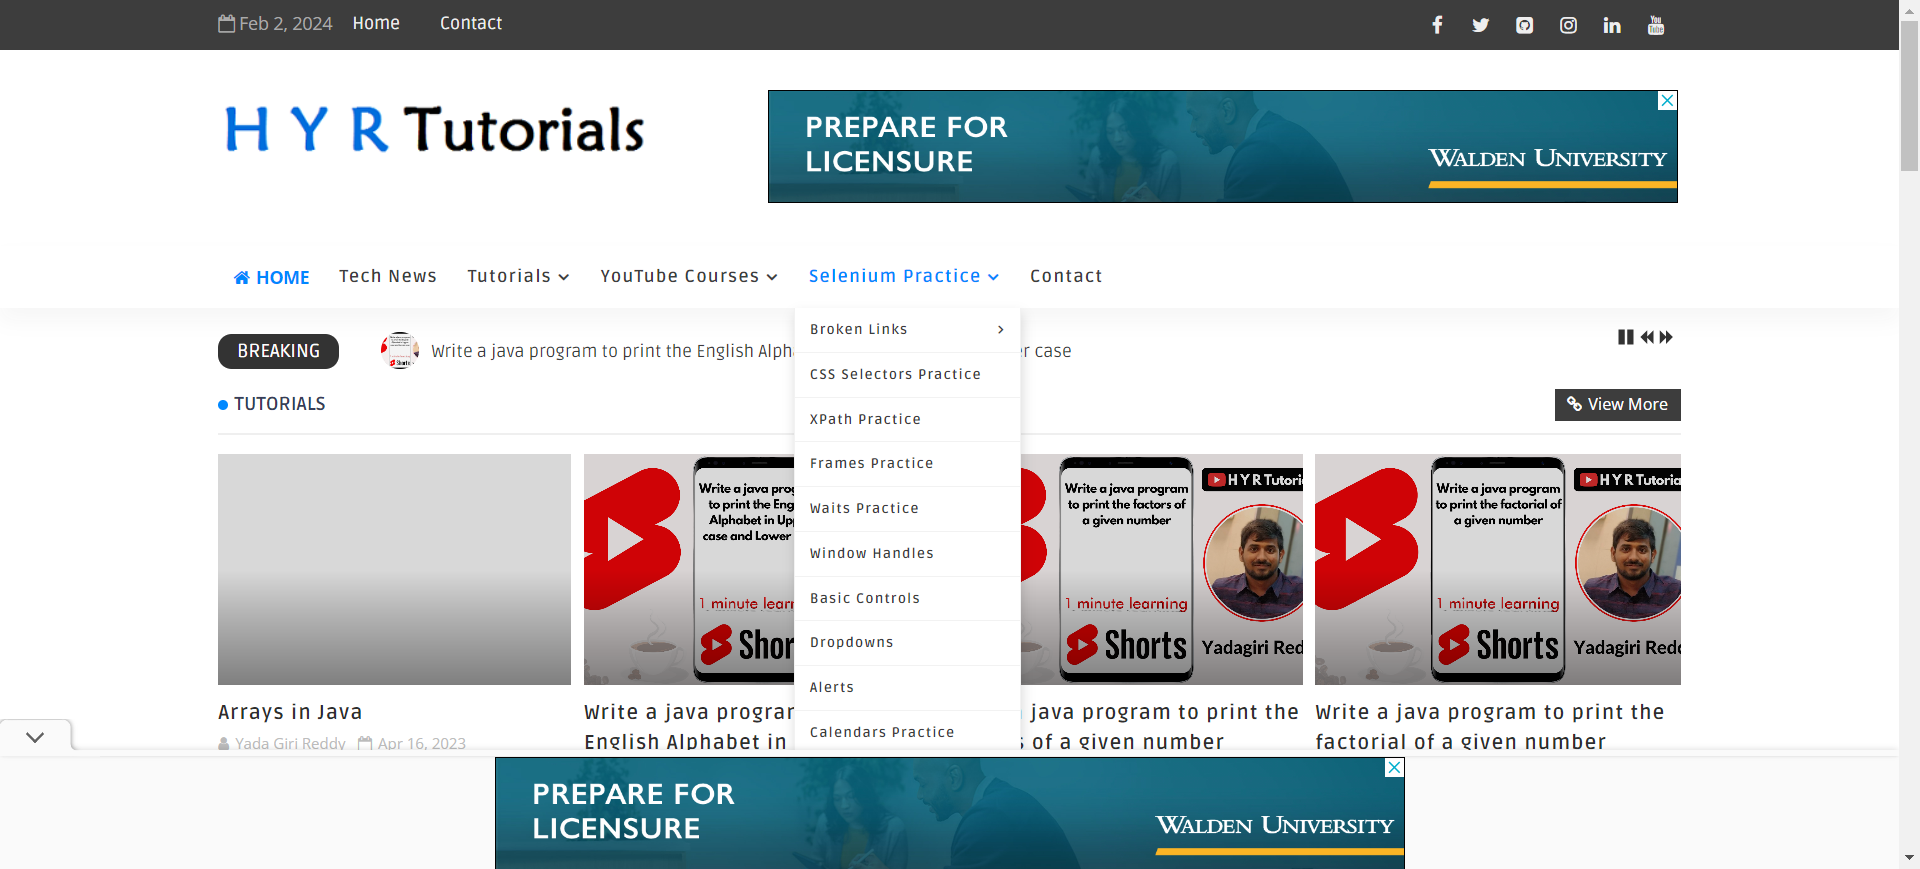 Feb 2, 2024 Home Contact
You Tube
H Y R Tutorials
PREPARE FOR
LICENSURE
WALDEN UNIVERSITY
HOME Tech News Tutorials YouTube Courses Selenium Practice Contact
BREAKING
Write a java program to print the English Alph
r case
Broken Links
CSS Selectors Practice
XPath Practice
Frames Practice
Waits Practice
Window Handles
Basic Controls
Dropdowns
Alerts
Calendars Practice
TUTORIALS
View More
Write a java prog
to print the Eng
Alphabet in Upp
case and Lower
1 minute learn
Shor
Write a java program
to print the factors of
a given number
1 minute learning
Shorts
H Y R Tutori
Yadagiri Red
Write a java program
to print the factorial of
a given number
1 minute learning
Shorts
H Y R Tutoria
Yadagiri Redd
Arrays in Java
Yada Giri Reddy Apr 16, 2023
Write a java prograr
English Alphabet in
java program to print the
s of a given number
Write a java program to print the
factorial of a given number
PREPARE FOR
LICENSURE
WALDEN UNIVERSITY